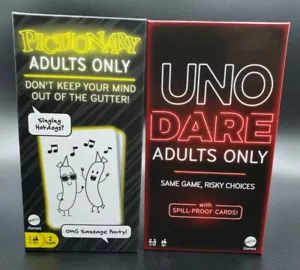 PICTIONARY
ADULTS ONLY
DON'T KEEP YOUR MIND
OUT OF THE GUTTER!
Singing
Hotdogs?
OMG Sausage Party!
UNO
DARE
ADULTS ONLY
SAME GAME, RISKY CHOICES
with
SPILL-PROOF CARDS!